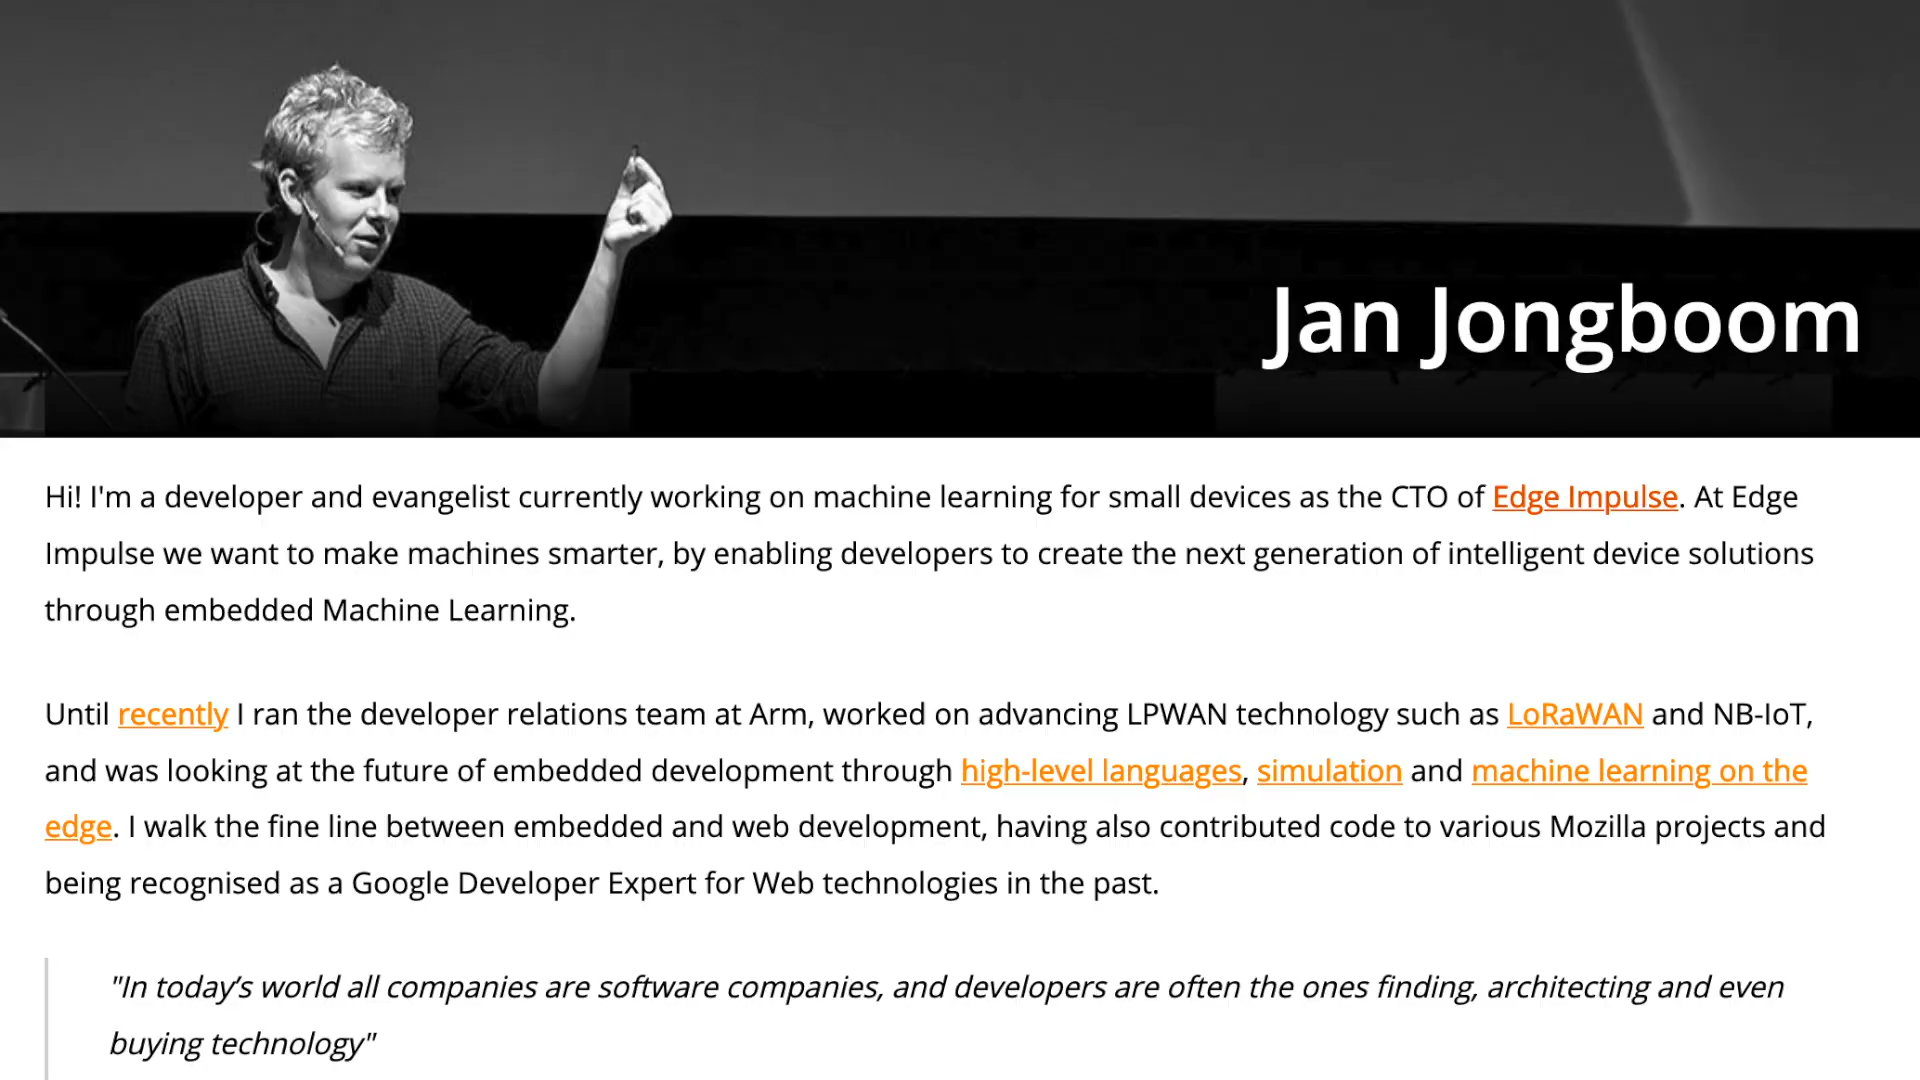 Jan Jongboom
Hi! I'm a developer and evangelist currently working on machine learning for small devices as the CTO of Edge Impulse. At Edge
Impulse we want to make machines smarter, by enabling developers to create the next generation of intelligent device solutions
through embedded Machine Learning.
Until recently I ran the developer relations team at Arm, worked on advancing LPWAN technology such as LoRaWAN and NB-IoT,
and was looking at the future of embedded development through high-level languages, simulation and machine learning on the
edge. I walk the fine line between embedded and web development, having also contributed code to various Mozilla projects and
being recognised as a Google Developer Expert for Web technologies in the past.
"In today’s world all companies are software companies, and developers are often the ones finding, architecting and even
buying technology"